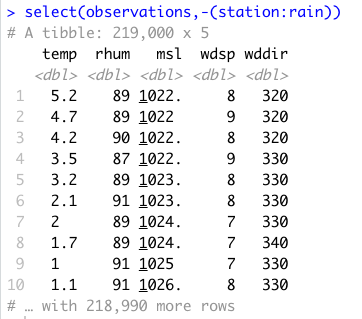 > select(observations,-(station:rain))
# A tibble: 219,000 x 5
temp rhum msl wdsp wddir
<dbl> <dbl> <dbl> <dbl> <dbl>
1 5.2 89 1022. 8 320
2 4.7 89 1022 9 320
3 4.2 90 1022. 8 320
4 3.5 87 1022. 9 330
5 3.2 89 1023. 8 330
6 2.1 91 1023. 8 330
7 2 89 1024. 7 330
8 1.7 89 1024. 7 340
9 1 91 1025 7 330
10 1.1 91 1026. 8 330
# … with 218,990 more rows